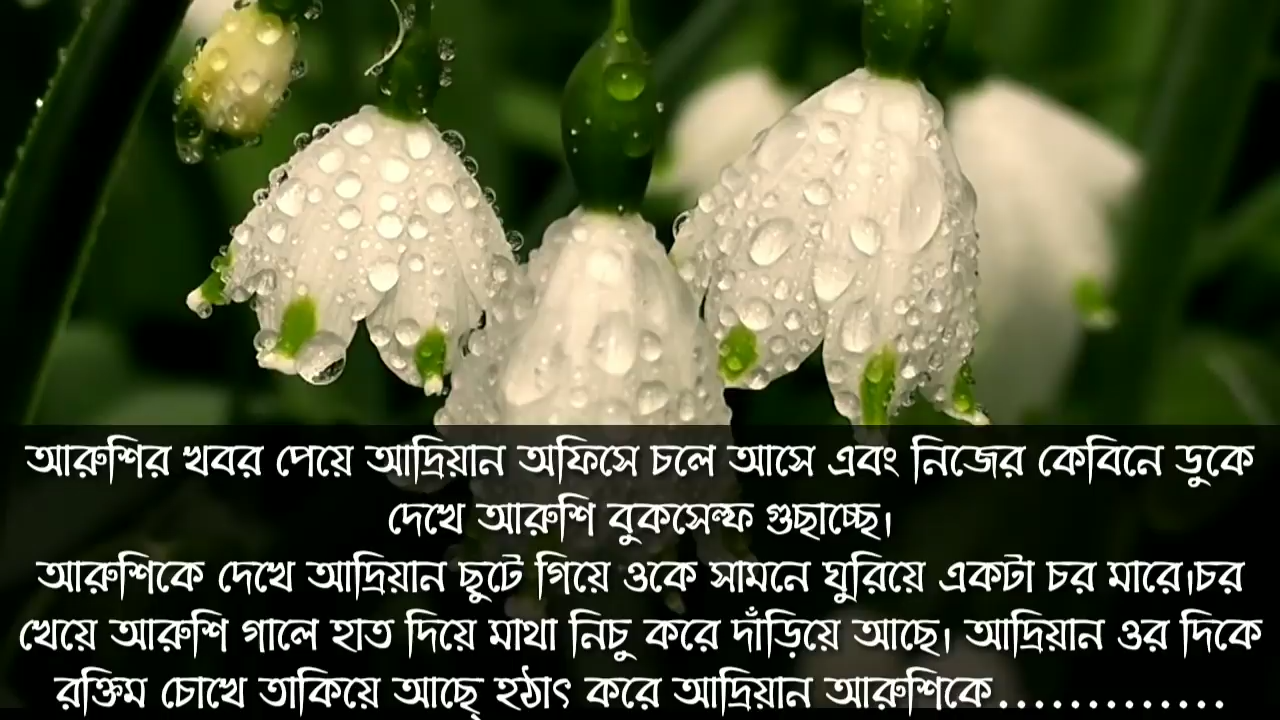 আরুশির খবর পেয়ে আদ্রিয়ান অফিসে চলে আসে এবং নিজের কেবিনে ডুকে
দেখে আরুশি বুকসেল্ফ গুছাচ্ছে।
আরুশিকে দেখে আদ্রিয়ান ছুটে গিয়ে ওকে সামনে ঘুরিয়ে একটা চর মারে।চর
খেয়ে আরুশি গালে হাত দিয়ে মাথা নিচু করে দাঁড়িয়ে আছে। আদ্রিয়ান ওর দিকে
রক্তিম চোখে তাকিয়ে আছে্ হঠাৎ করে আদ্রিয়ান আরুশিকে.............